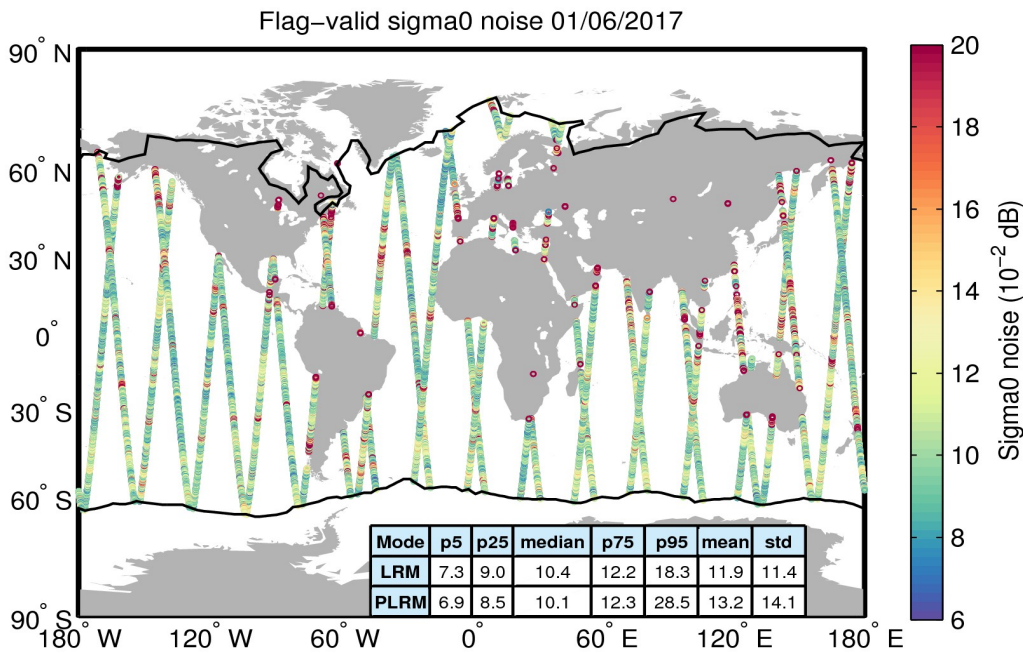 Flag−valid sigma0 noise 01/06/2017
90° N
60° N
30° N
0°
30° S
60° S
90° S
180° W
120° W
60° W
0°
60° E
120° E
180° E
Mode p5 p25 median p75 p95 mean std
LRM 7.3 9.0 10.4 12.2 18.3 11.9 11.4
PLRM 6.9 8.5 10.1 12.3 28.5 13.2 14.1
20
18
16
14
12
10
8
6
Sigma0 noise (10⁻² dB)